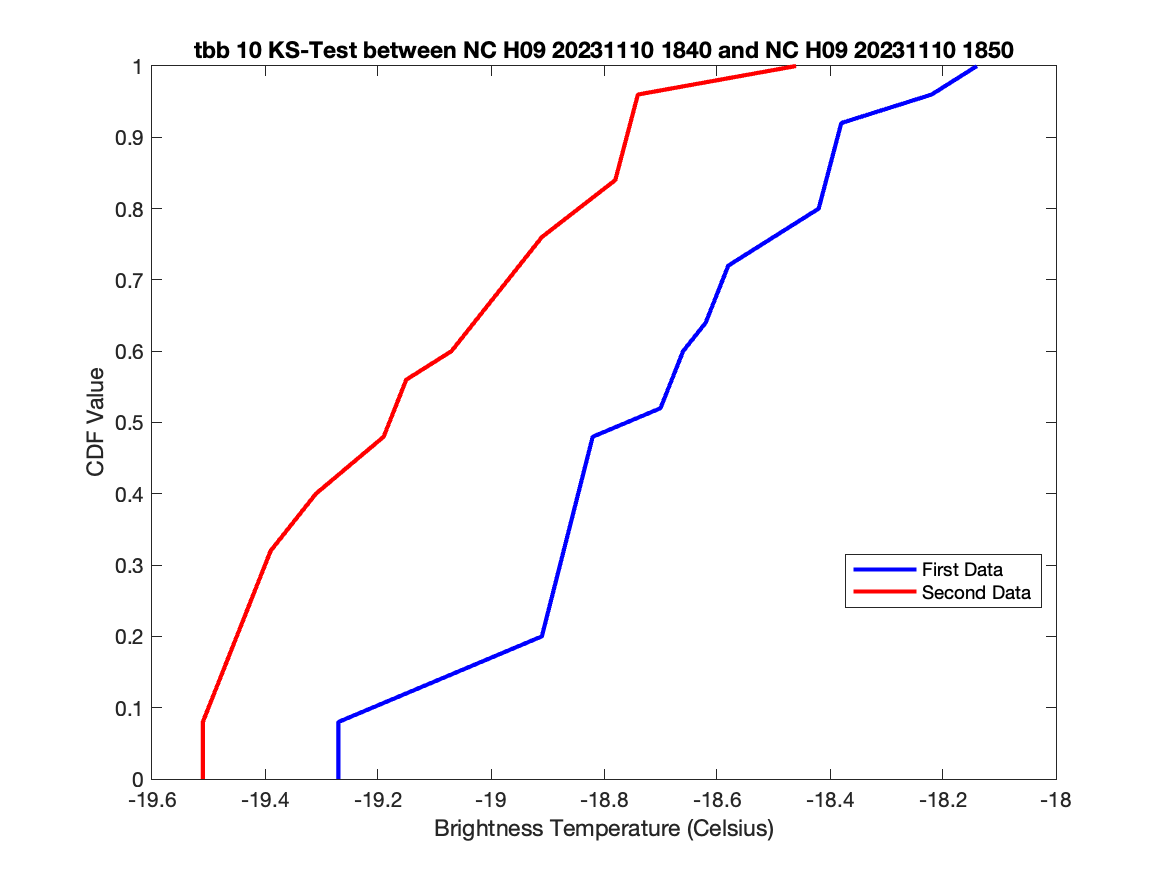 tbb 10 KS-Test between NC H09 20231110 1840 and NC H09 20231110 1850
1
0.9
0.8
0.7
0.6
0.5
0.4
0.3
0.2
0.1
0
CDF Value
First Data
Second Data
-19.6 -19.4 -19.2 -19 -18.8 -18.6 -18.4 -18.2 -18
Brightness Temperature (Celsius)